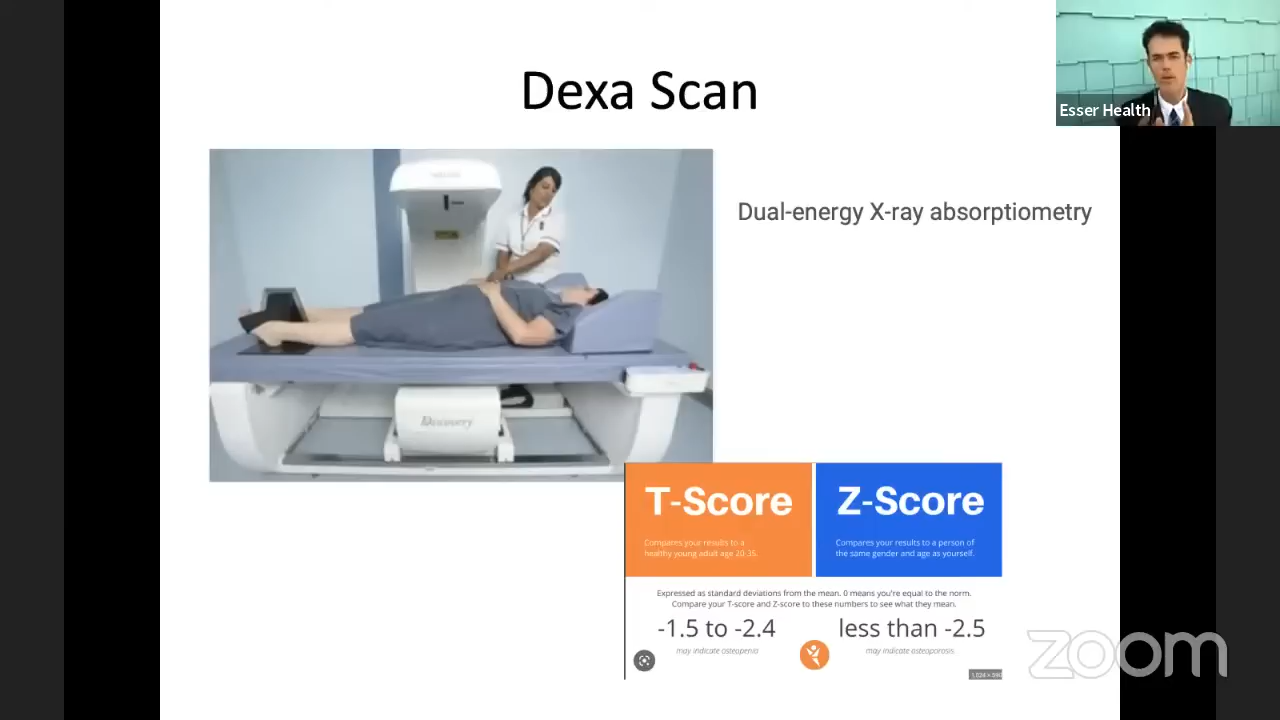 Dexa Scan
Esser Health
Dual-energy X-ray absorptiometry
Discovery
T-Score
Z-Score
Compares your results to a
healthy young adult age 20-35.
Compares your results to a person of
the same gender and age as yourself.
Expressed as standard deviations from the mean. 0 means you're equal to the norm.
Compare your T-score and Z-score to these numbers to see what they mean.
-1.5 to -2.4
less than -2.5
may indicate osteopenia
may indicate osteoporosis
zoom